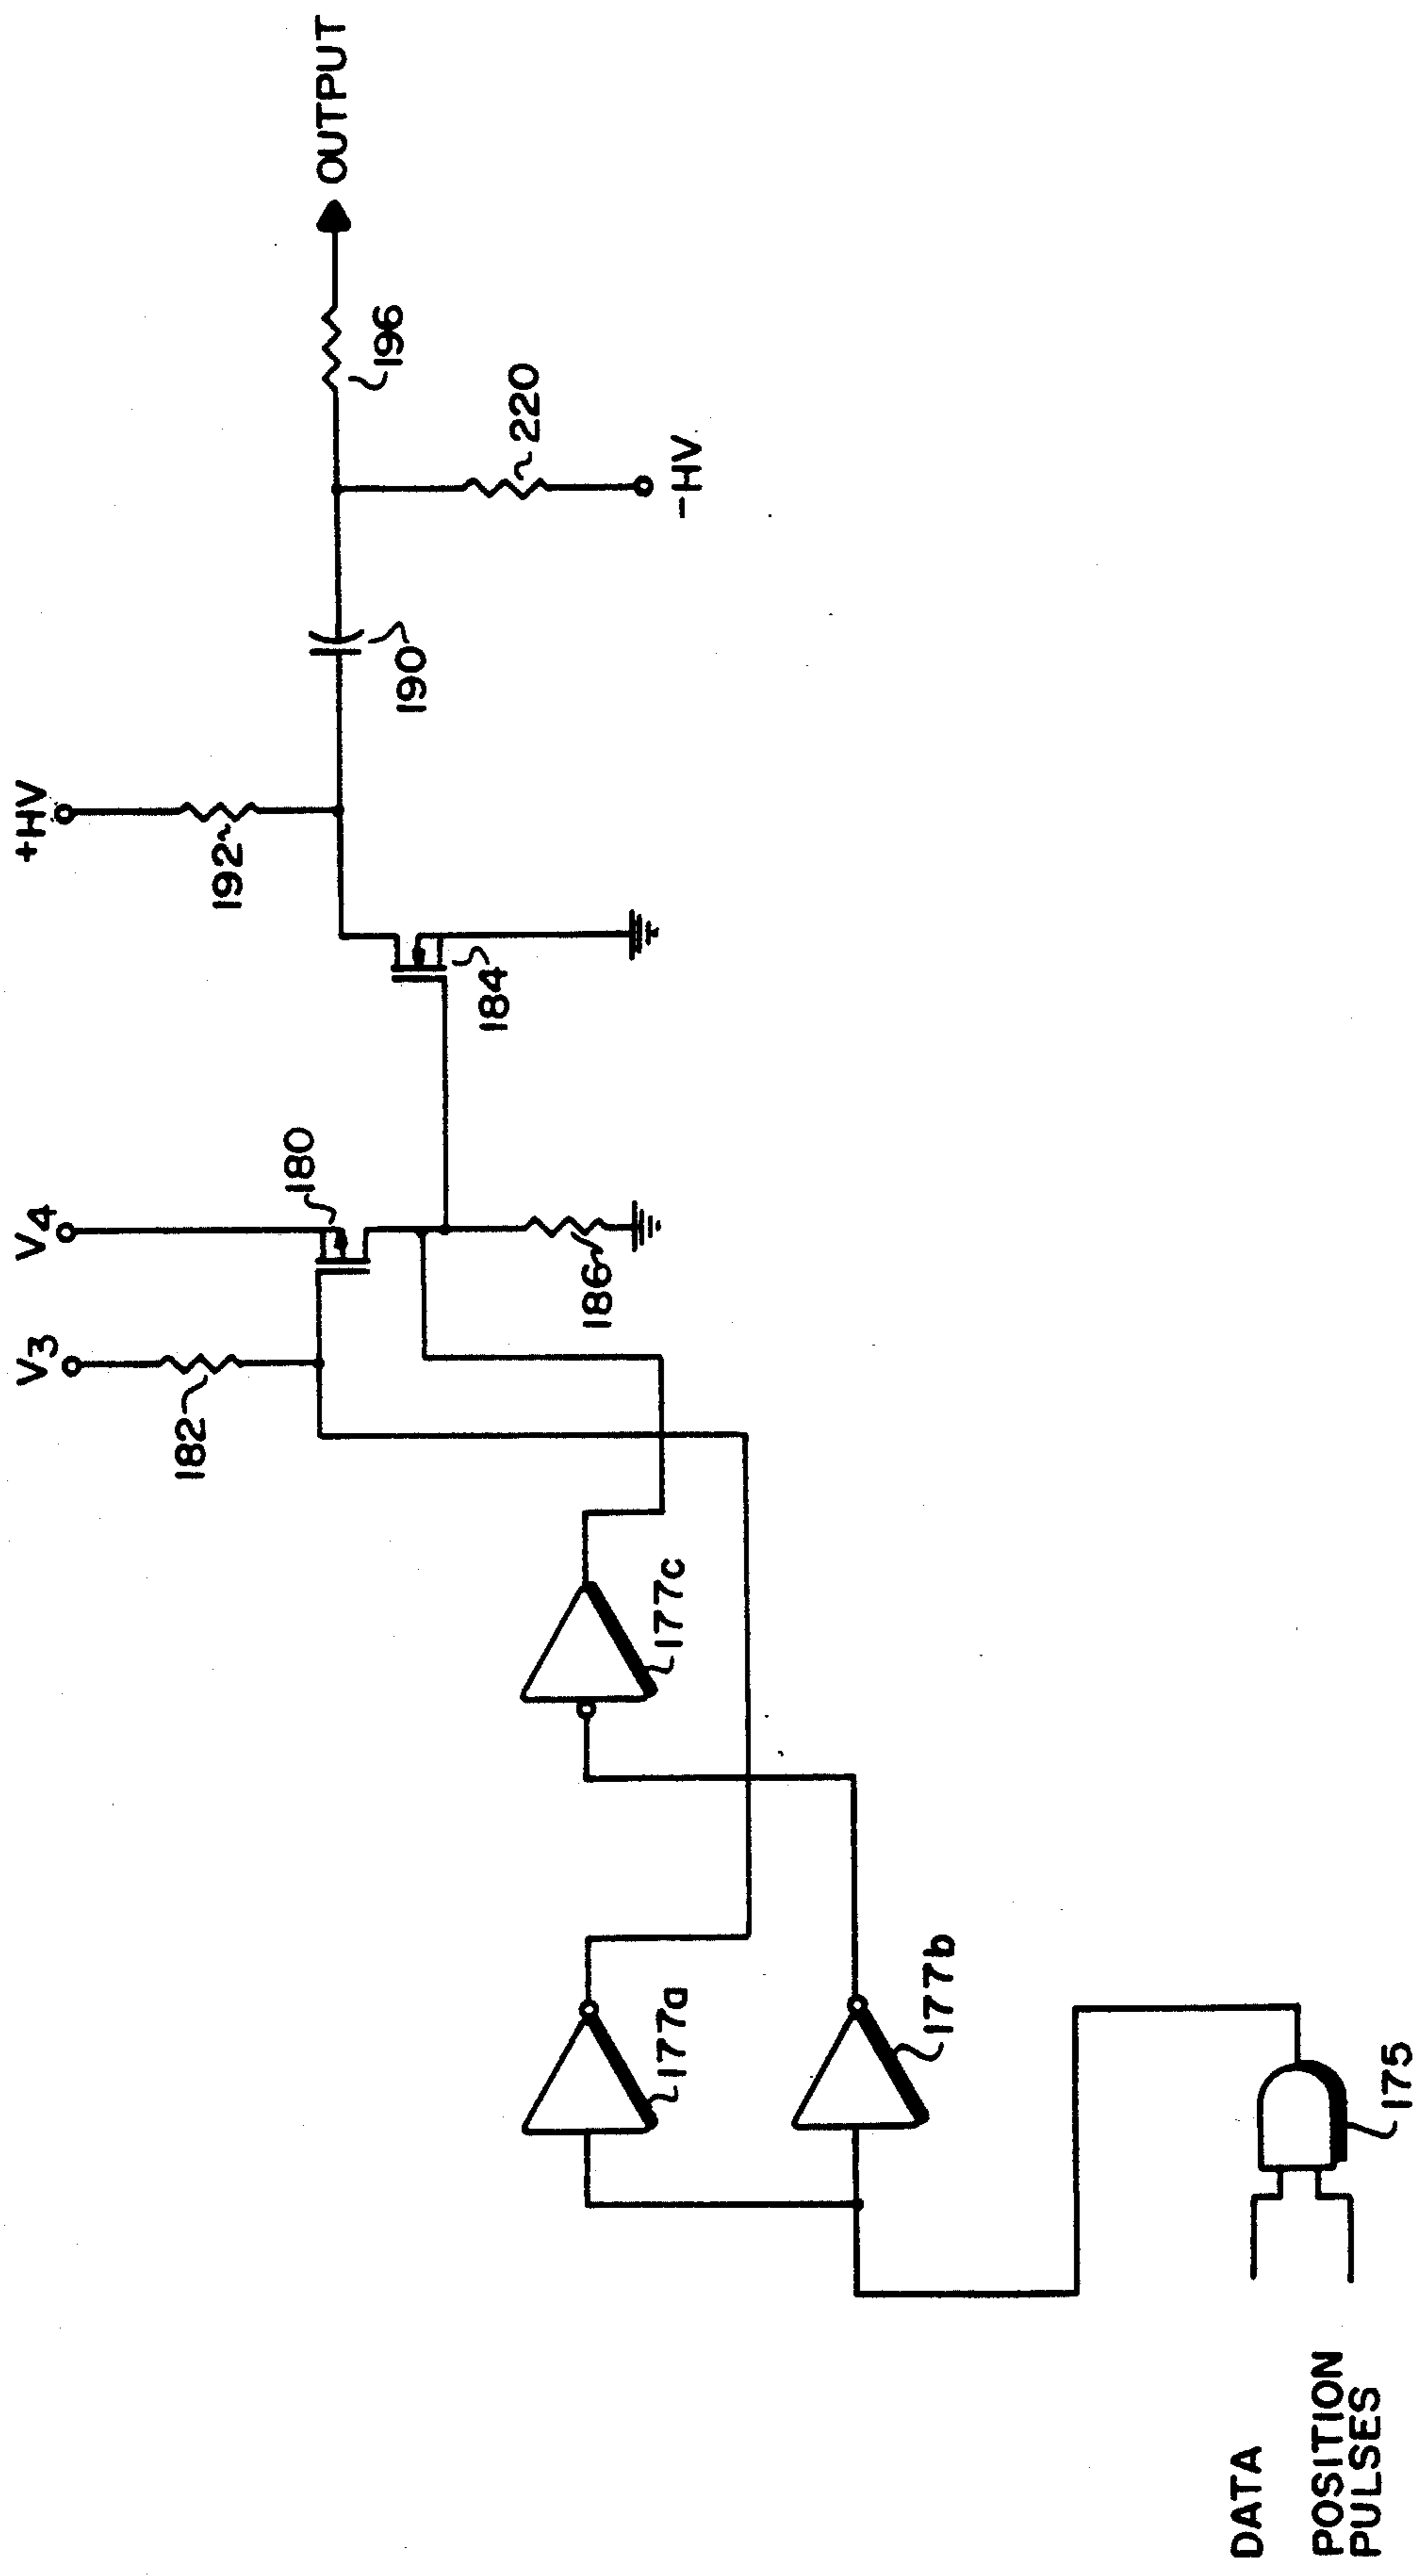 +HV
V3
V4
OUTPUT
182
180
192
196
190
220
184
186
-HV
177c
177a
177b
175
DATA
POSITION
PULSES